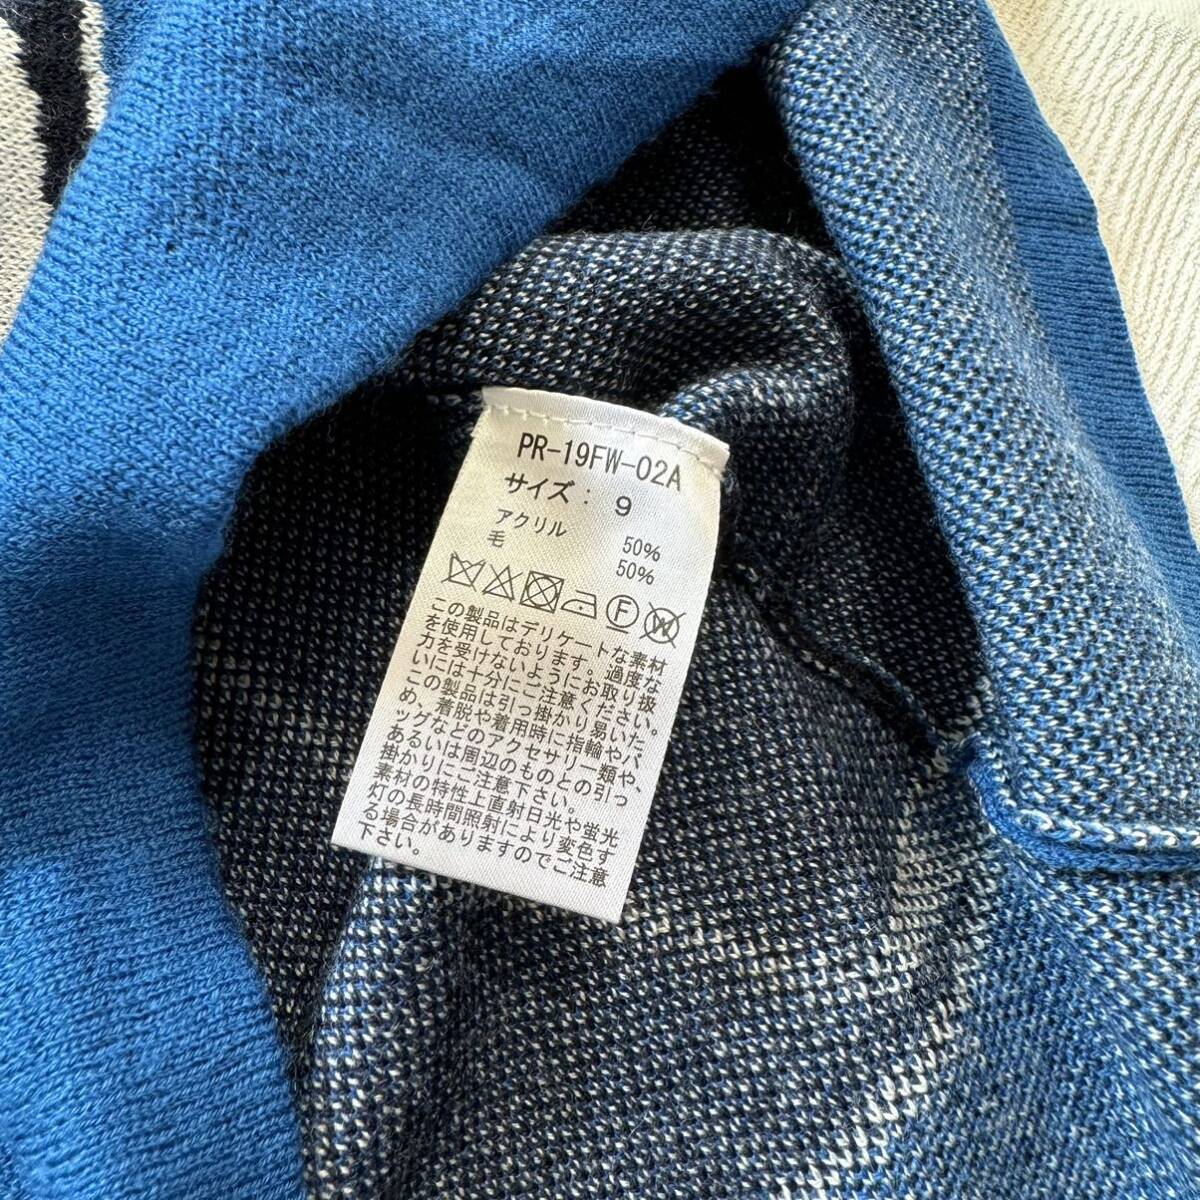 PR-19FW-02A
サイズ: 9
アクリル 50%
毛 50%
F W
この製品はデリケートな素材
を使用しております。過度な
力を受けないようにお取り扱
いには十分にご注意ください。
この製品は引っ掛かり易いた
め、着脱や着用時に指輪やバ
ッグなどのアクセサリー類や、
あるいは周辺のものとの引っ
掛かりにご注意下さい。
素材の特性上直射日光や蛍光
灯の長時間照射により変色す
る場合がありますのでご注意
下さい。